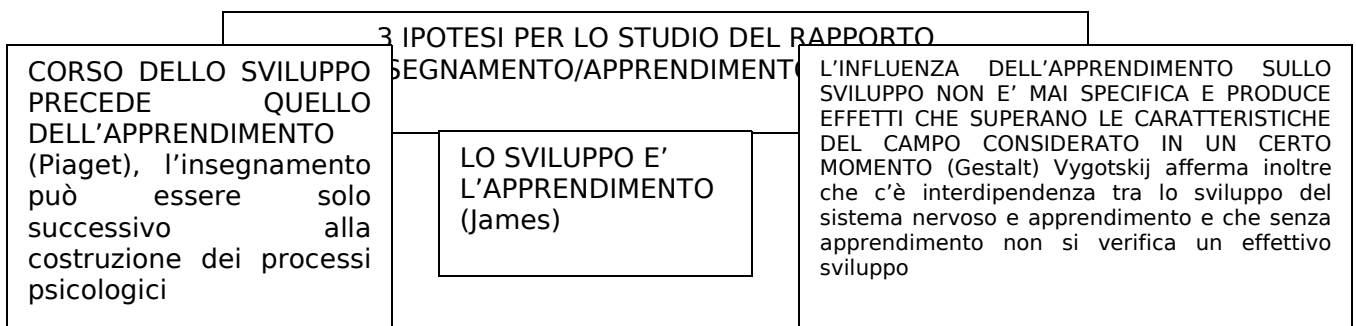 3 IPOTESI PER LO STUDIO DEL RAPPORTO
SEGNAMENTO/APPRENDIMENTO
CORSO DELLO SVILUPPO
PRECEDE QUELLO
DELL’APPRENDIMENTO
(Piaget), l’insegnamento
può essere solo
successivo alla
costruzione dei processi
psicologici
LO SVILUPPO E’
L’APPRENDIMENTO
(James)
L’INFLUENZA DELL’APPRENDIMENTO SULLO
SVILUPPO NON E’ MAI SPECIFICA E PRODUCE
EFFETTI CHE SUPERANO LE CARATTERISTICHE
DEL CAMPO CONSIDERATO IN UN CERTO
MOMENTO (Gestalt) Vygotskij afferma inoltre
che c’è interdipendenza tra lo sviluppo del
sistema nervoso e apprendimento e che senza
apprendimento non si verifica un effettivo
sviluppo